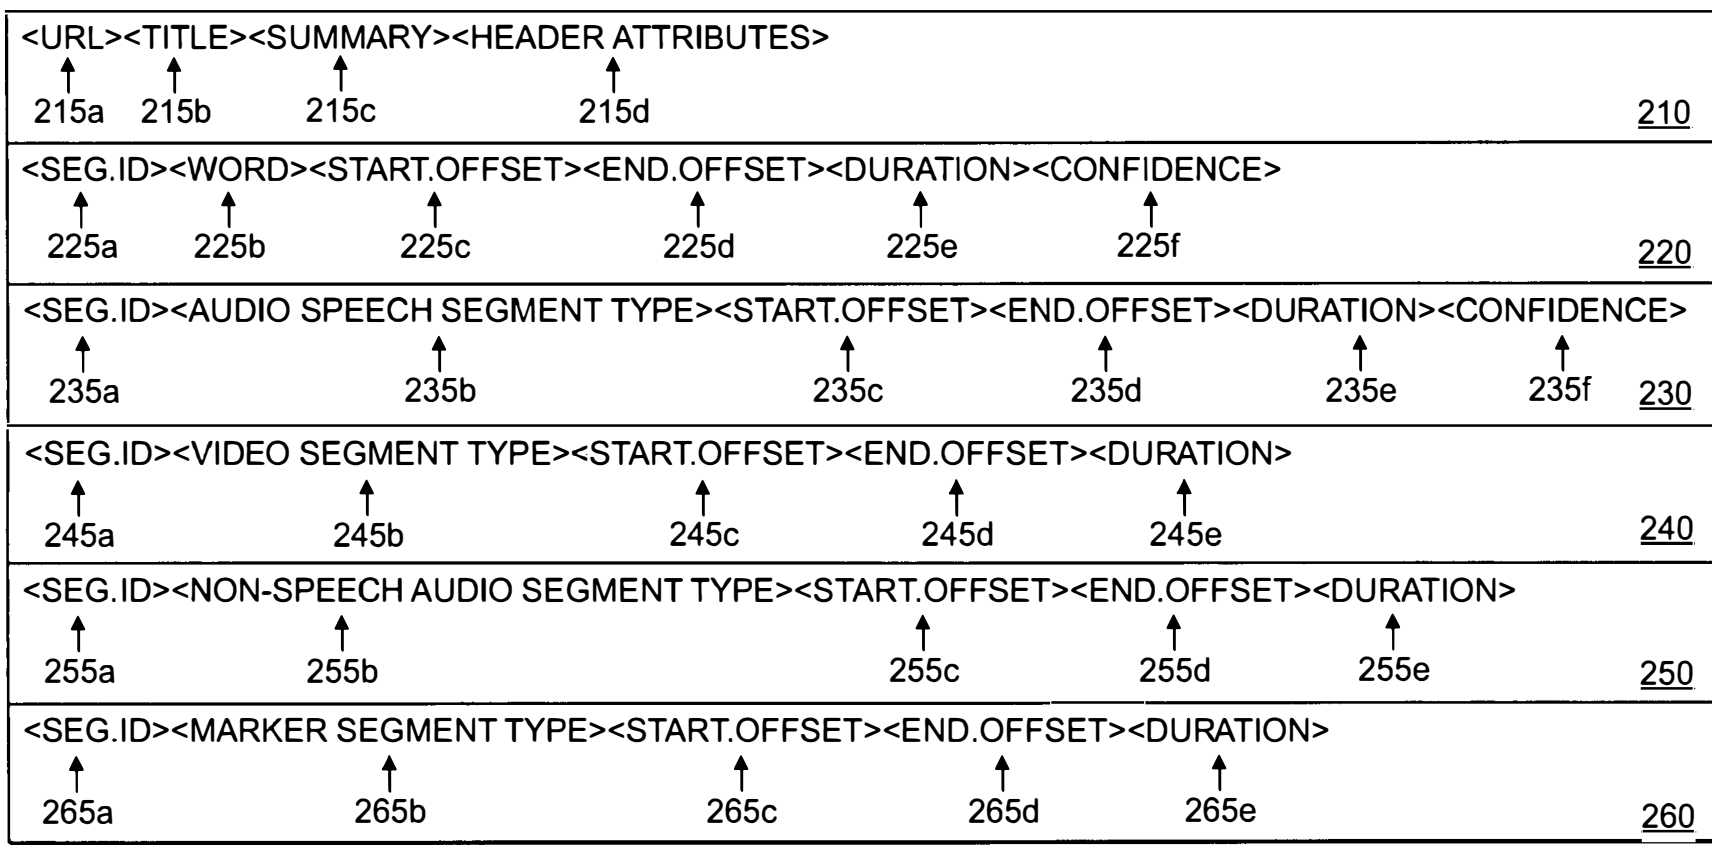 <URL><TITLE><SUMMARY><HEADER ATTRIBUTES>
215a 215b 215c 215d 210
<SEG.ID><WORD><START.OFFSET><END.OFFSET><DURATION><CONFIDENCE>
225a 225b 225c 225d 225e 225f 220
<SEG.ID><AUDIO SPEECH SEGMENT TYPE><START.OFFSET><END.OFFSET><DURATION><CONFIDENCE>
235a 235b 235c 235d 235e 235f 230
<SEG.ID><VIDEO SEGMENT TYPE><START.OFFSET><END.OFFSET><DURATION>
245a 245b 245c 245d 245e 240
<SEG.ID><NON-SPEECH AUDIO SEGMENT TYPE><START.OFFSET><END.OFFSET><DURATION>
255a 255b 255c 255d 255e 250
<SEG.ID><MARKER SEGMENT TYPE><START.OFFSET><END.OFFSET><DURATION>
265a 265b 265c 265d 265e 260